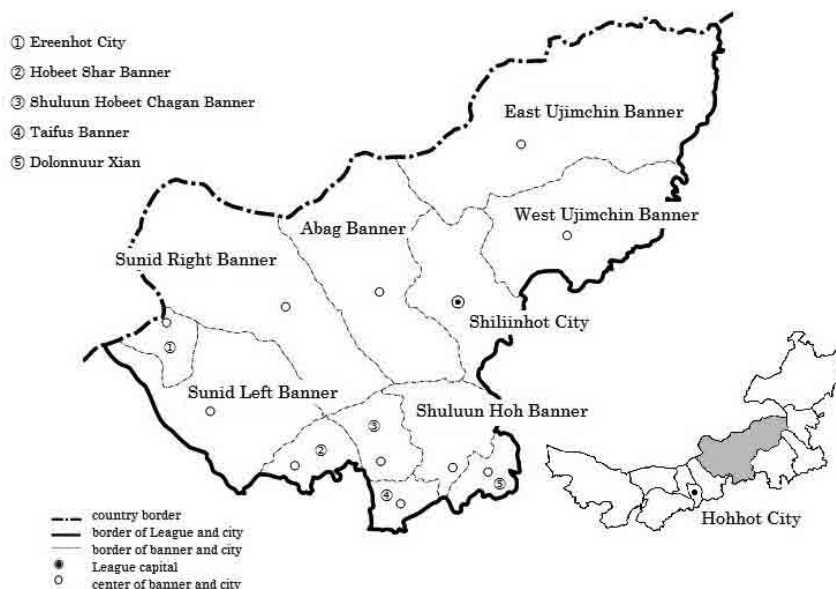 ① Ereenhot City
② Hobeet Shar Banner
③ Shuluun Hobeet Chagan Banner
④ Taifus Banner
⑤ Dolonnuur Xian
East Ujimchin Banner
West Ujimchin Banner
Abag Banner
Sunid Right Banner
Shiliinhot City
①
Sunid Left Banner
Shuluun Hoh Banner
③
②
⑤
④
Hohhot City
country border
border of League and city
border of banner and city
League capital
center of banner and city